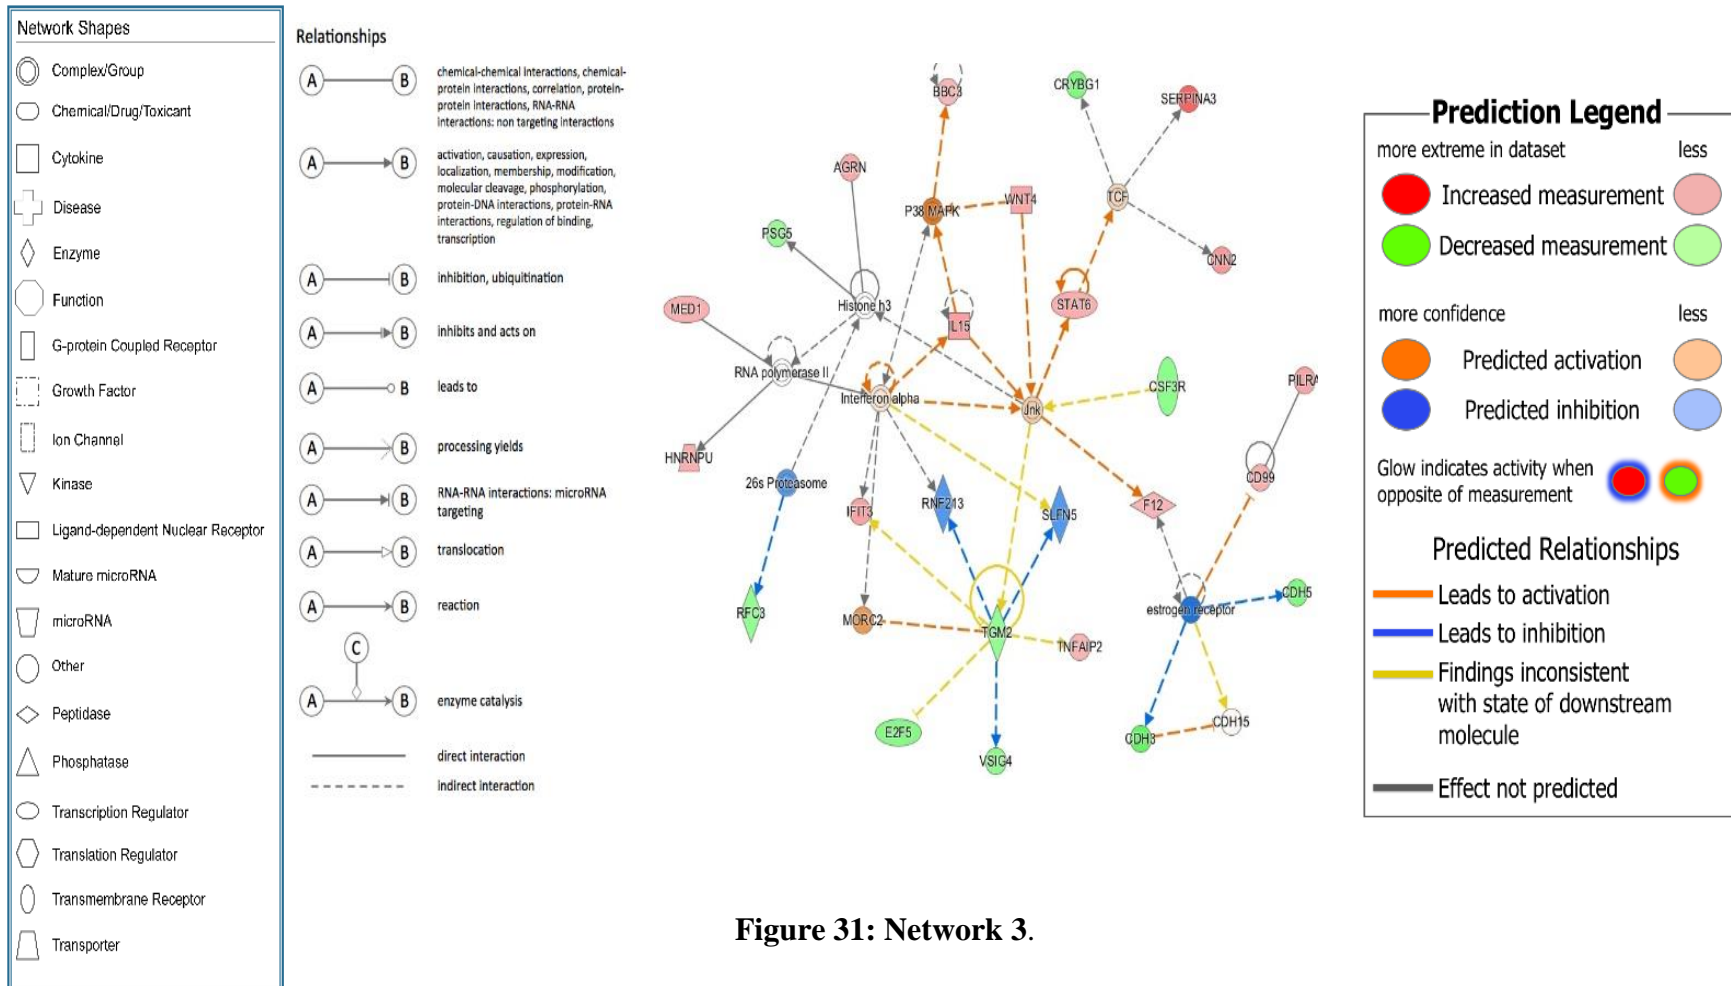 Network Shapes
Complex/Group
Chemical/Drug/Toxicant
Cytokine
Disease
Enzyme
Function
G-protein Coupled Receptor
Growth Factor
Ion Channel
Kinase
Ligand-dependent Nuclear Receptor
Mature microRNA
microRNA
Other
Peptidase
Phosphatase
Transcription Regulator
Translation Regulator
Transmembrane Receptor
Transporter
Relationships
A B chemical-chemical interactions, chemical-
protein interactions, correlation, protein-
protein interactions, RNA-RNA
interactions: non targeting interactions
A B activation, causation, expression,
localization, membership, modification,
molecular cleavage, phosphorylation,
protein-DNA interactions, protein-RNA
interactions, regulation of binding,
transcription
A B inhibition, ubiquitination
A B inhibits and acts on
A B leads to
A B processing yields
A B RNA-RNA interactions: microRNA
targeting
A B translocation
A B reaction
C
A B enzyme catalysis
direct interaction
indirect interaction
BBC3
CRYBG1
SERPINA3
AGRN
WNT4
TCF
P38 MAPK
PSG5
CNN2
MED1
Histone h3
IL15
STAT6
RNA polymerase II
Interferon alpha
Jnk
CSF3R
PILRA
HNRNPU
26s Proteasome
IFIT3
RNF213
SLFN5
F12
CD99
RFC3
MORC2
TGM2
TNFAIP2
estrogen receptor
CDH5
E2F5
VSIG4
CDH3
CDH15
Prediction Legend
more extreme in dataset less
Increased measurement
Decreased measurement
more confidence less
Predicted activation
Predicted inhibition
Glow indicates activity when
opposite of measurement
Predicted Relationships
Leads to activation
Leads to inhibition
Findings inconsistent
with state of downstream
molecule
Effect not predicted
Figure 31: Network 3.